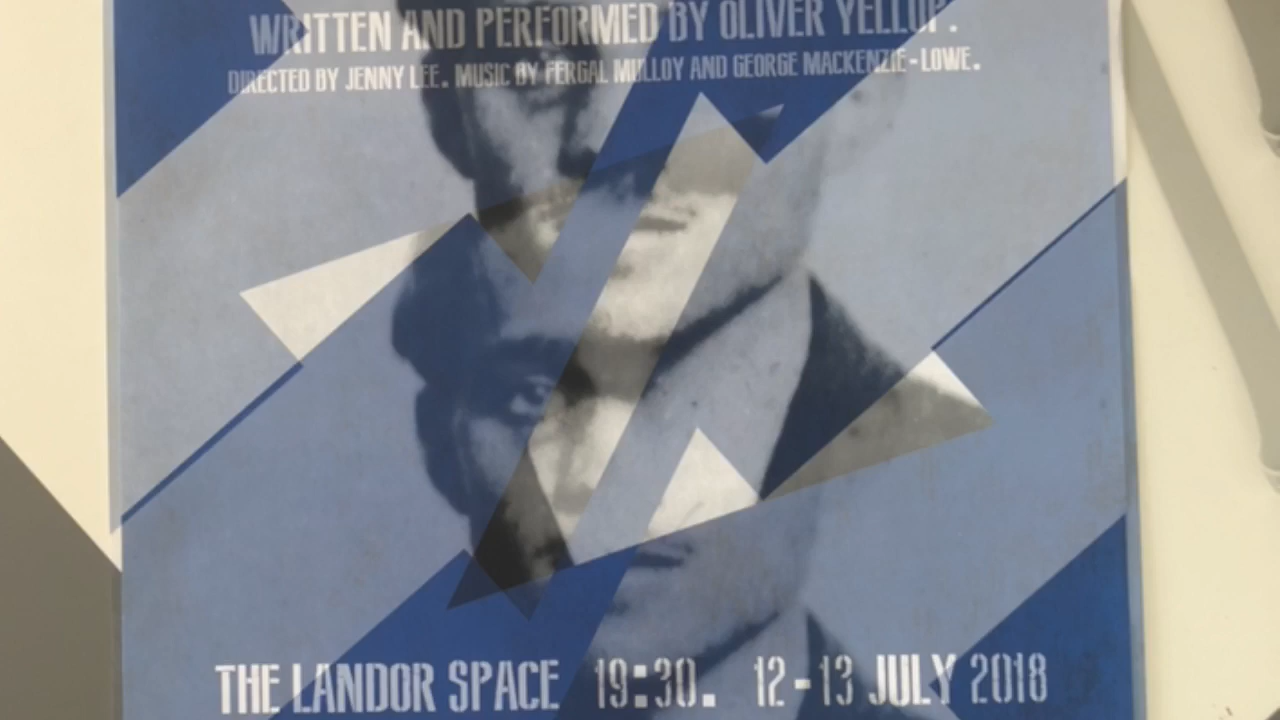 WRITTEN AND PERFORMED BY OLIVER YELLOP.
DIRECTED BY JENNY LEE. MUSIC BY FERGAL MULLOY AND GEORGE MACKENZIE-LOWE.
THE LANDOR SPACE 19:30. 12-13 JULY 2018